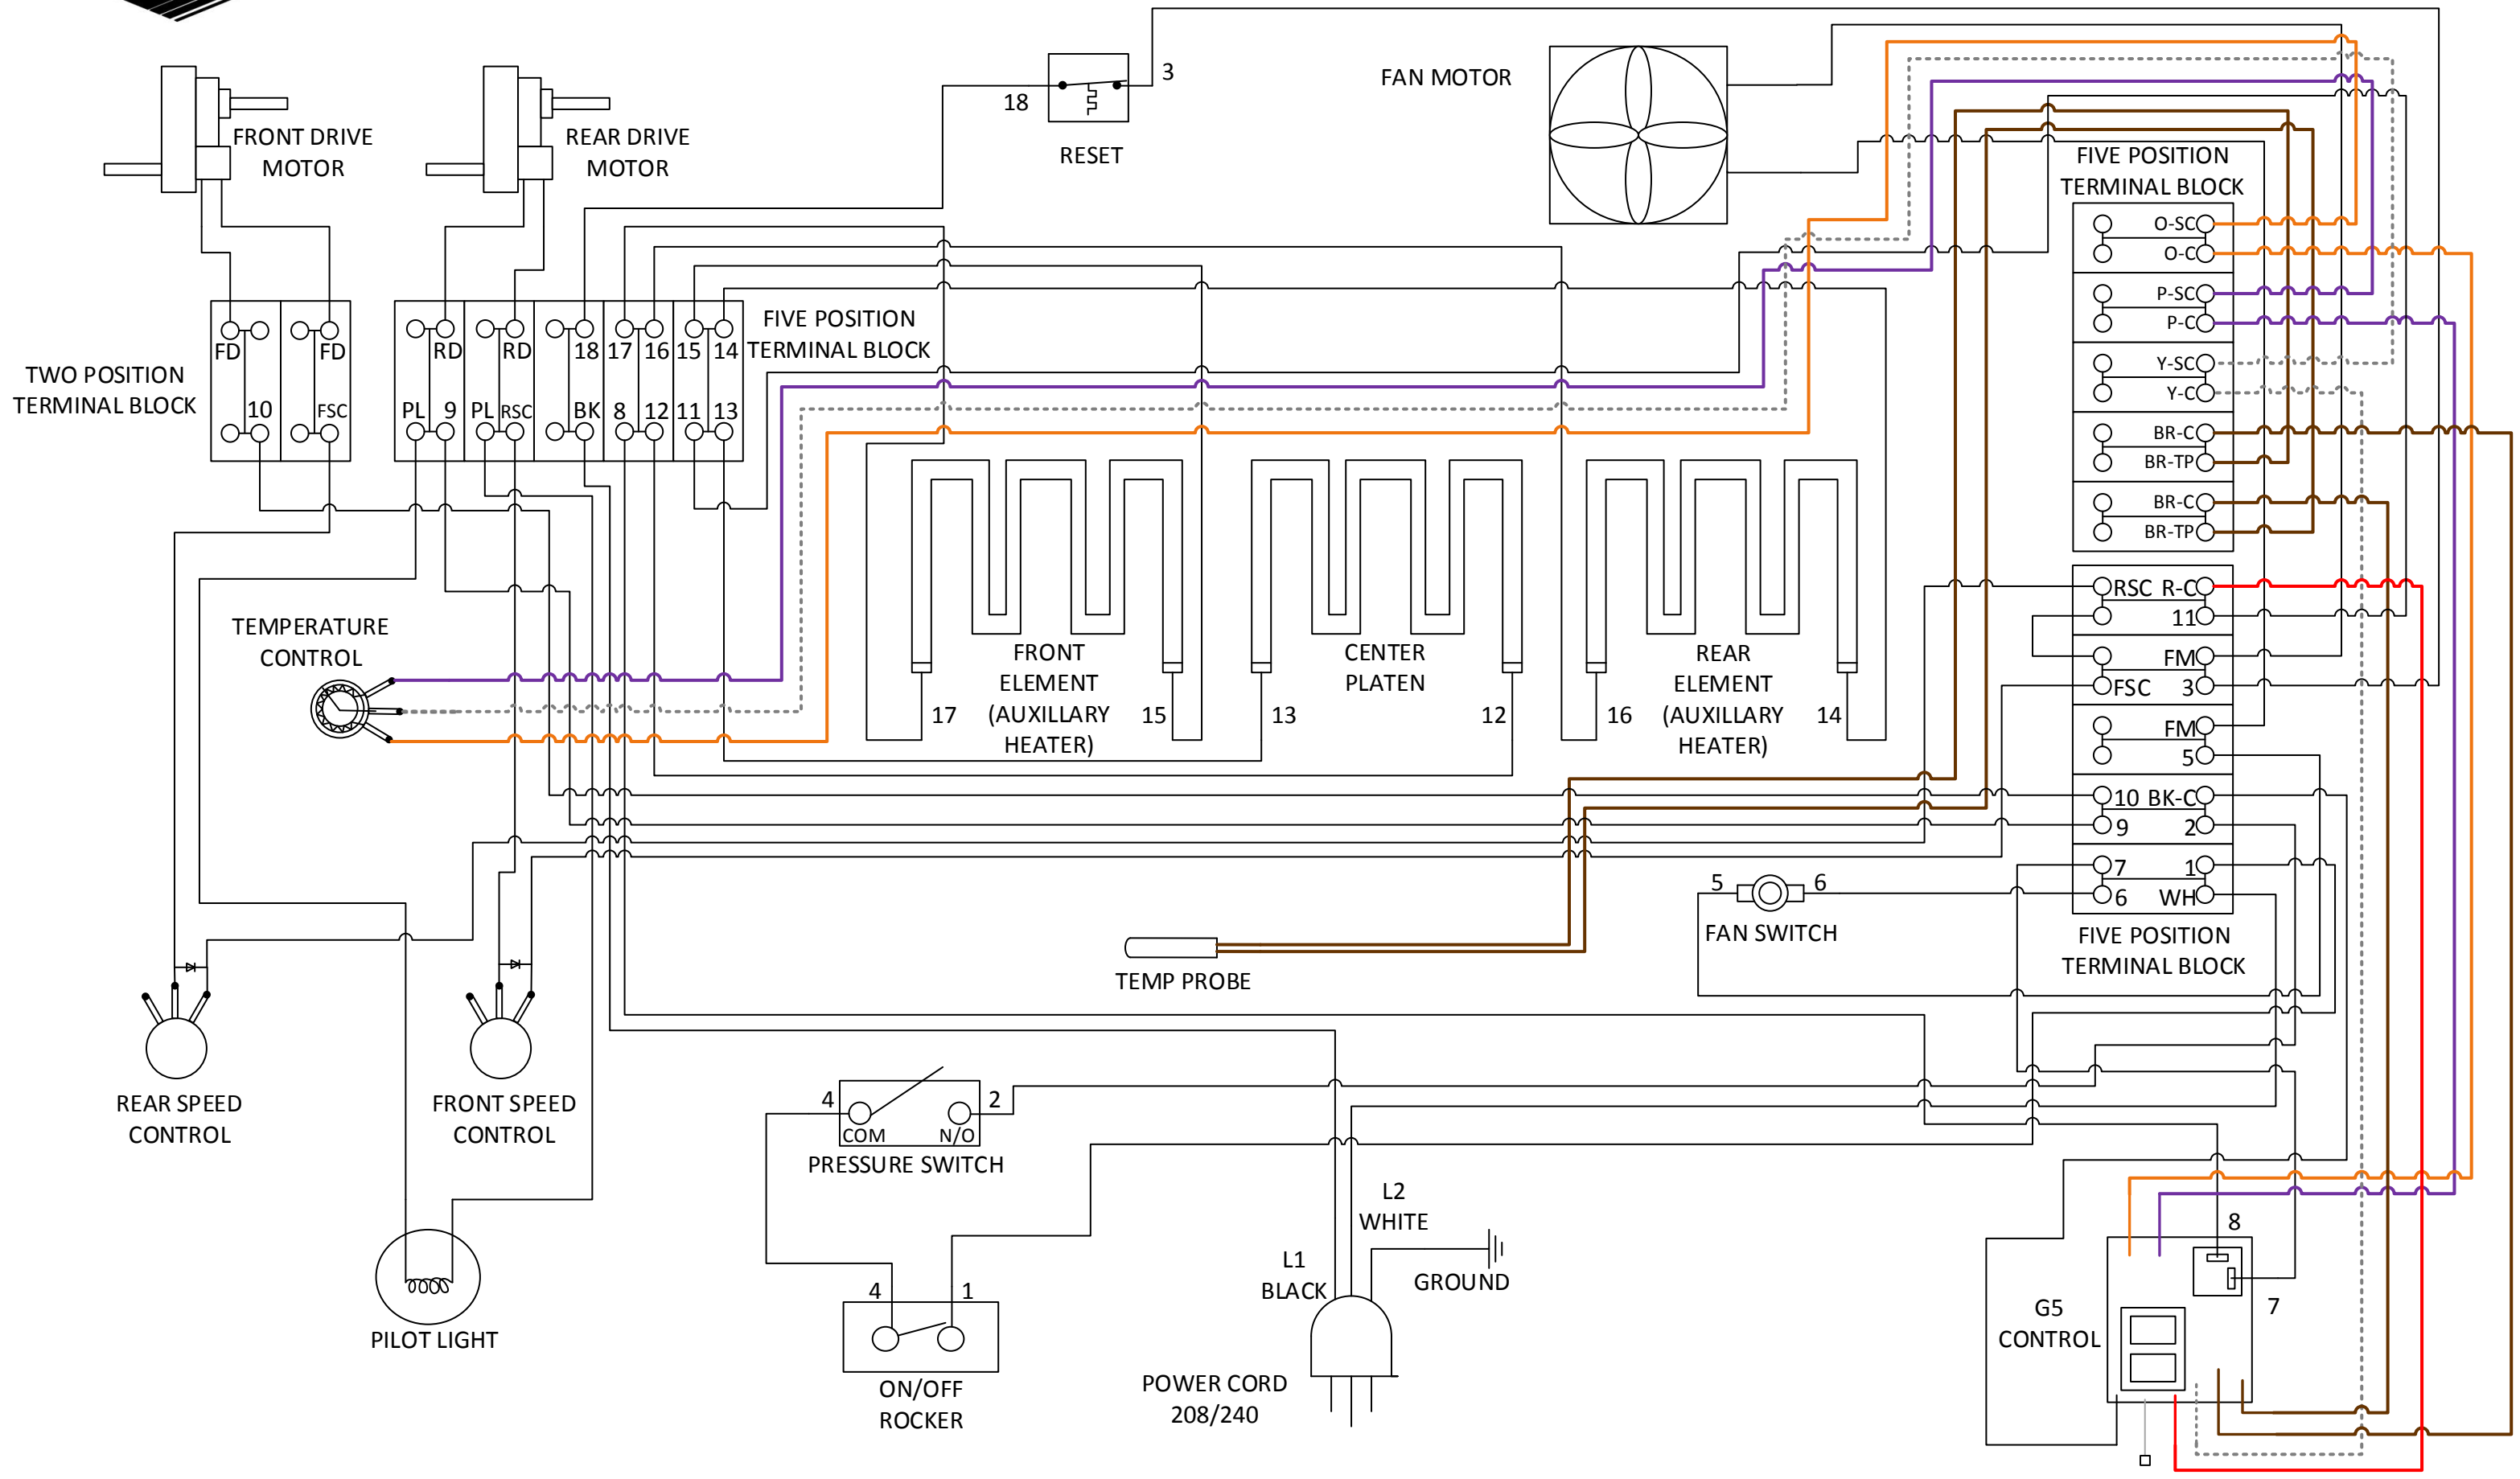 3
18
RESET
FAN MOTOR
FRONT DRIVE
MOTOR
REAR DRIVE
MOTOR
FIVE POSITION
TERMINAL BLOCK
O-SC
O-C
P-SC
P-C
Y-SC
Y-C
BR-C
BR-TP
BR-C
BR-TP
TWO POSITION
TERMINAL BLOCK
FD
FD
10
FSC
RD
RD
18
17
16
15
14
PL
9
PL
RSC
BK
8
12
11
13
FIVE POSITION
TERMINAL BLOCK
TEMPERATURE
CONTROL
FRONT
ELEMENT
(AUXILLARY
HEATER)
17
15
CENTER
PLATEN
13
12
REAR
ELEMENT
(AUXILLARY
HEATER)
16
14
RSC R-C
11
FM
FSC 3
FM
5
10 BK-C
9 2
7 1
6 WH
FIVE POSITION
TERMINAL BLOCK
5
6
FAN SWITCH
TEMP PROBE
REAR SPEED
CONTROL
FRONT SPEED
CONTROL
4
2
COM
N/O
PRESSURE SWITCH
PILOT LIGHT
4
1
ON/OFF
ROCKER
L2
WHITE
L1
BLACK
GROUND
POWER CORD
208/240
8
7
G5
CONTROL